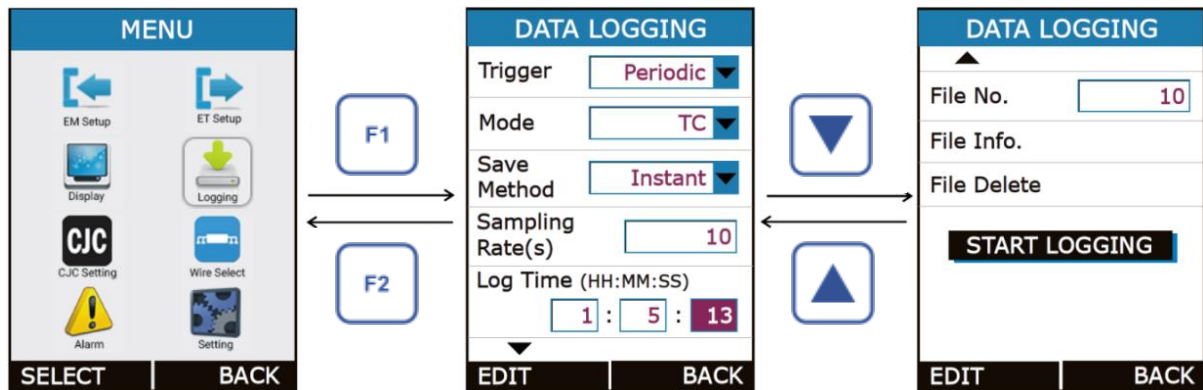 MENU
EM Setup
ET Setup
Display
Logging
CJC
CJC Setting
Wire Select
Alarm
Setting
SELECT BACK
F1
F2
DATA LOGGING
Trigger Periodic
Mode TC
Save
Method Instant
Sampling
Rate(s) 10
Log Time (HH:MM:SS)
1 : 5 : 13
EDIT BACK
DATA LOGGING
File No. 10
File Info.
File Delete
START LOGGING
EDIT BACK